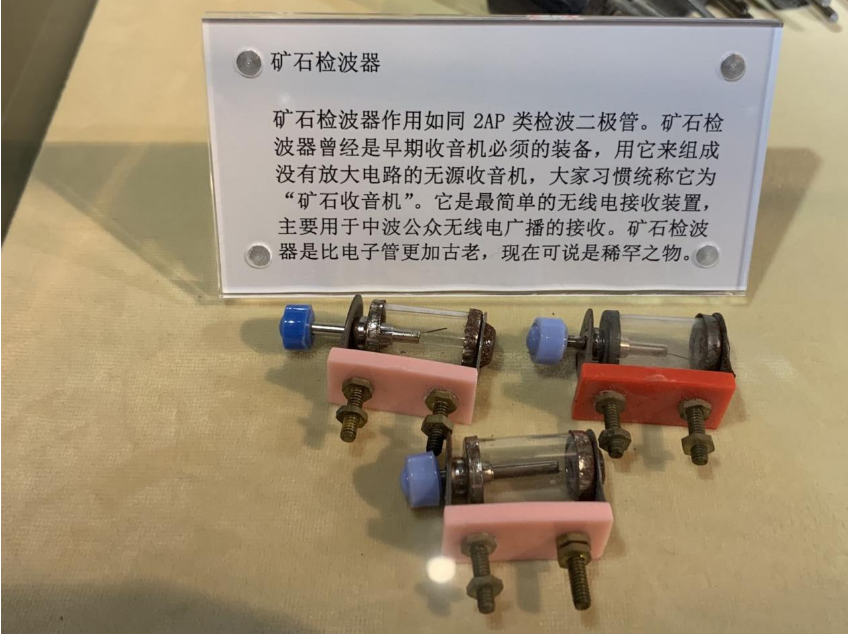 矿石检波器
矿石检波器作用如同 2AP 类检波二极管。矿石检
波器曾经是早期收音机必须的装备，用它来组成
没有放大电路的无源收音机，大家习惯统称它为
“矿石收音机”。它是最简单的无线电接收装置，
主要用于中波公众无线电广播的接收。矿石检波
器是比电子管更加古老，现在可说是稀罕之物。